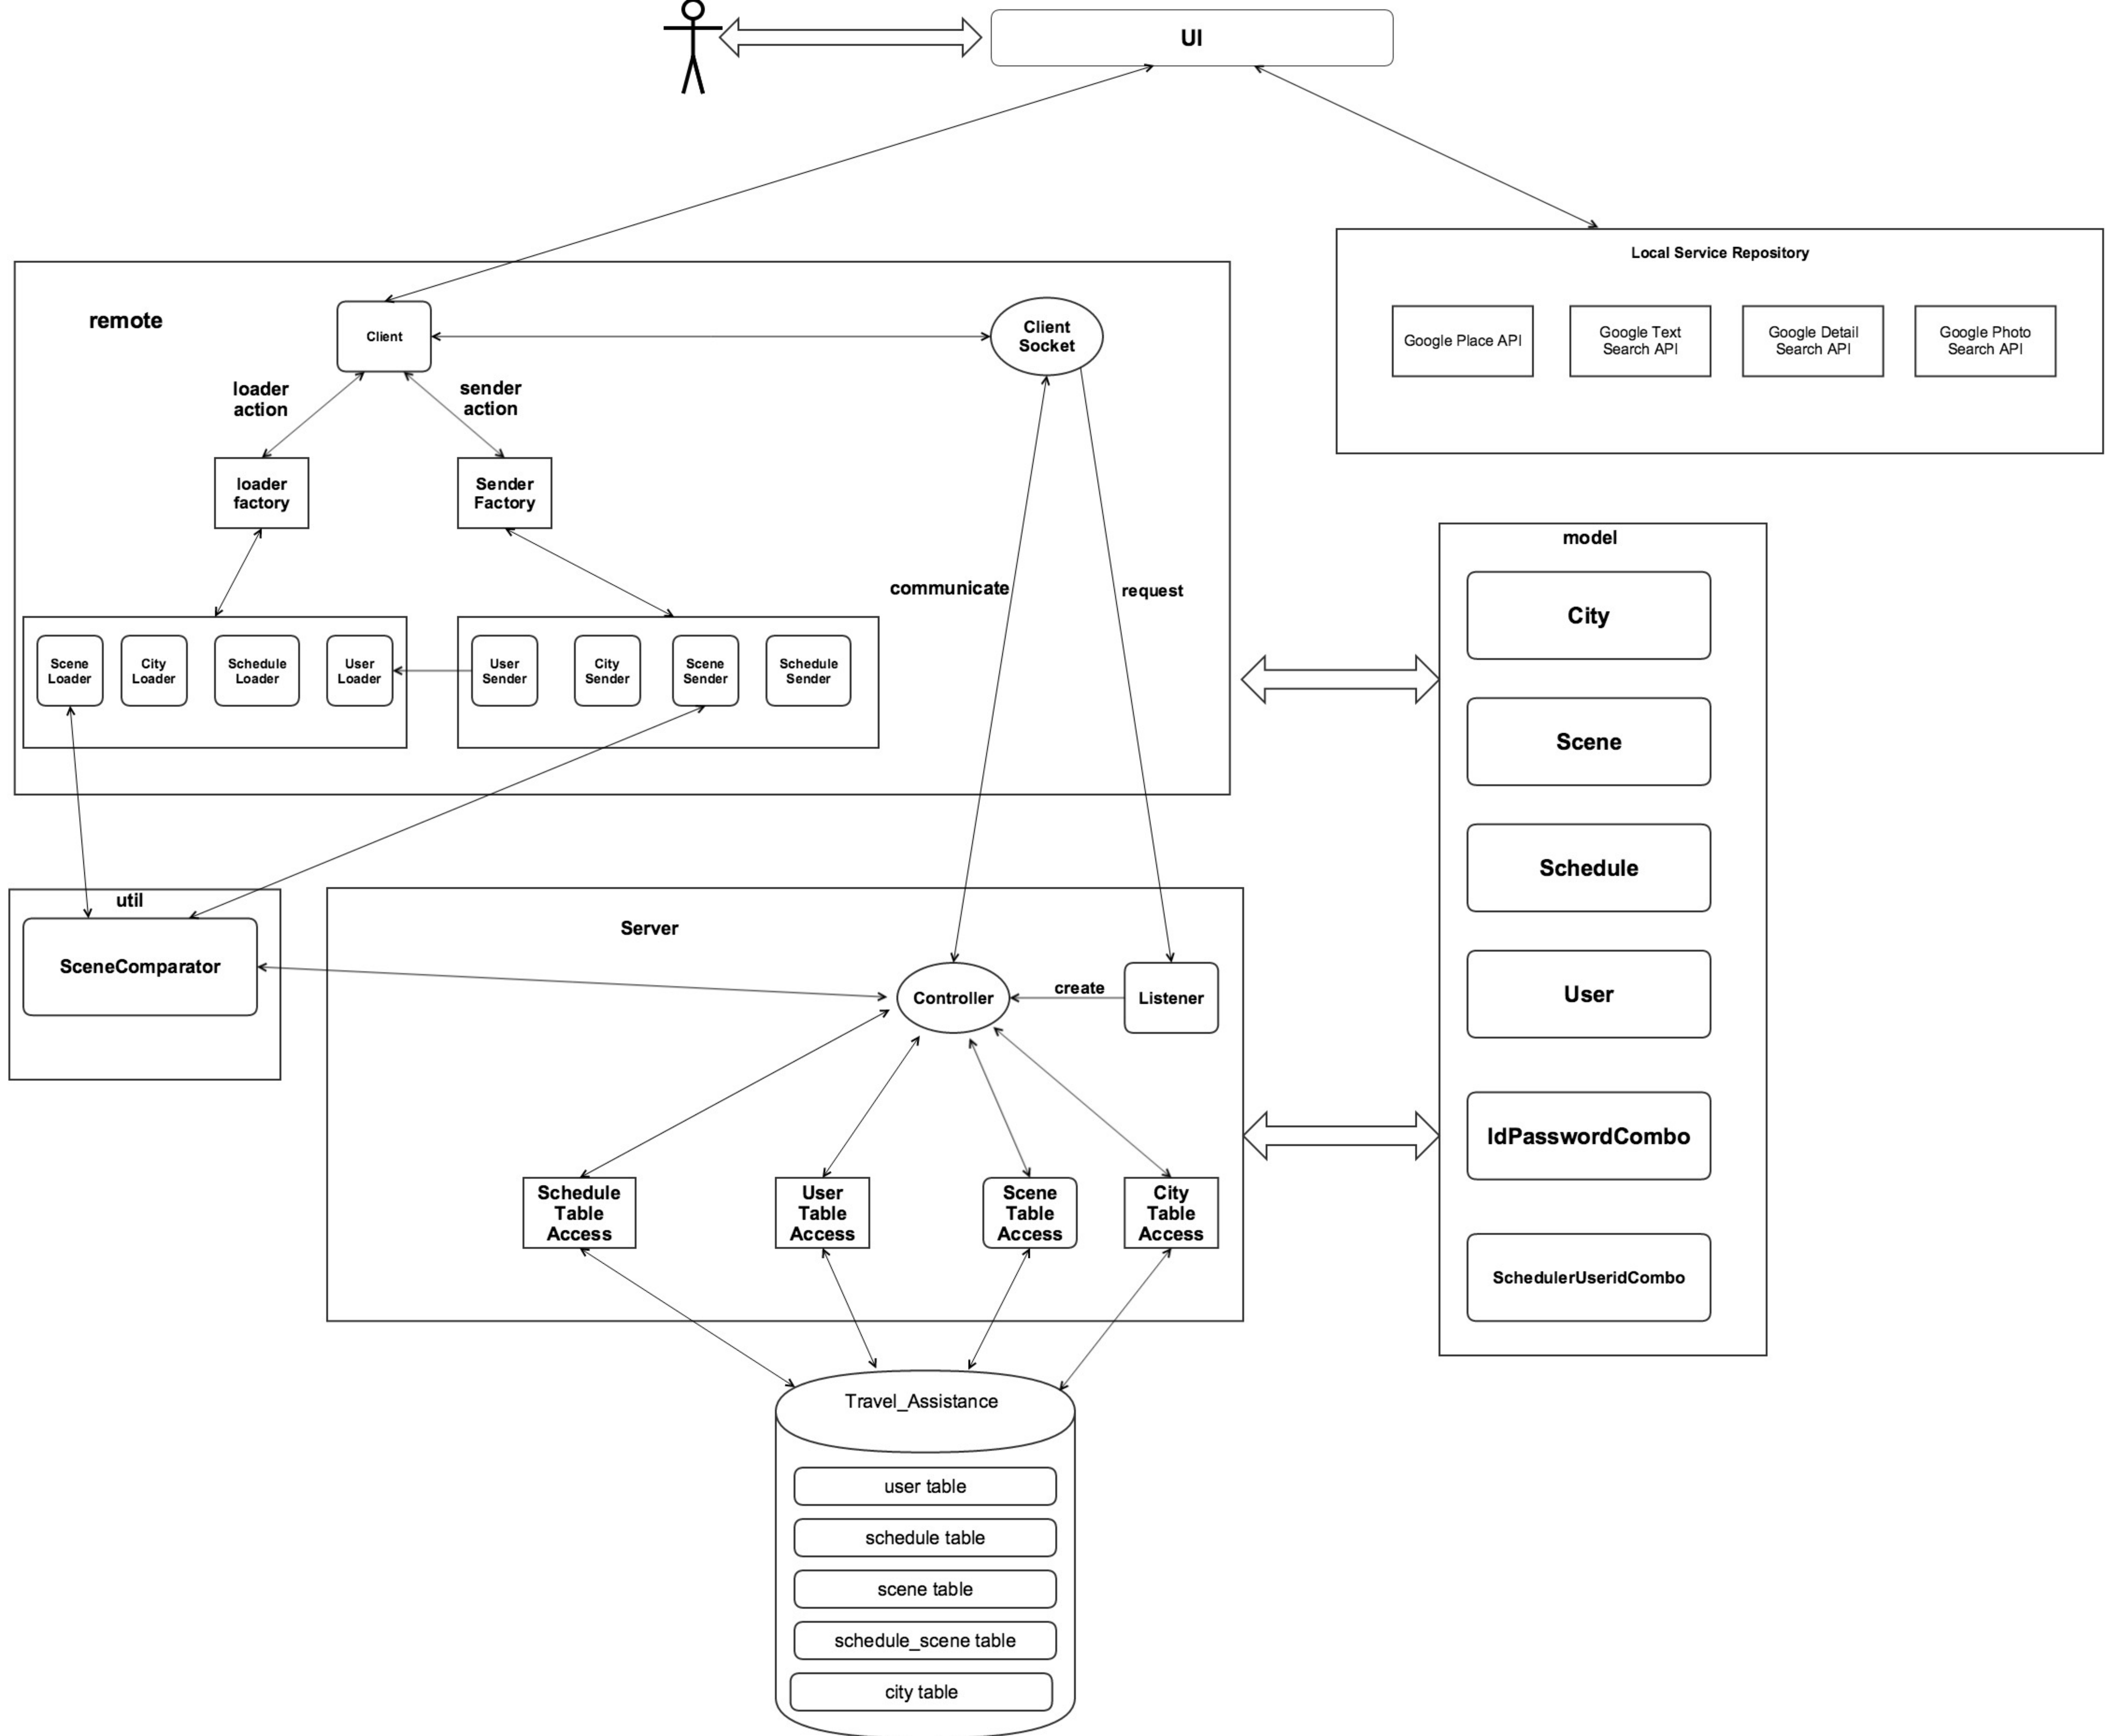 UI
Local Service Repository
Google Place API
Google Text
Search API
Google Detail
Search API
Google Photo
Search API
remote
Client
Client
Socket
loader
action
sender
action
loader
factory
Sender
Factory
communicate
request
Scene
Loader
City
Loader
Schedule
Loader
User
Loader
User
Sender
City
Sender
Scene
Sender
Schedule
Sender
model
City
Scene
Schedule
User
IdPasswordCombo
SchedulerUseridCombo
util
SceneComparator
Server
Controller
create
Listener
Schedule
Table
Access
User
Table
Access
Scene
Table
Access
City
Table
Access
Travel_Assistance
user table
schedule table
scene table
schedule_scene table
city table